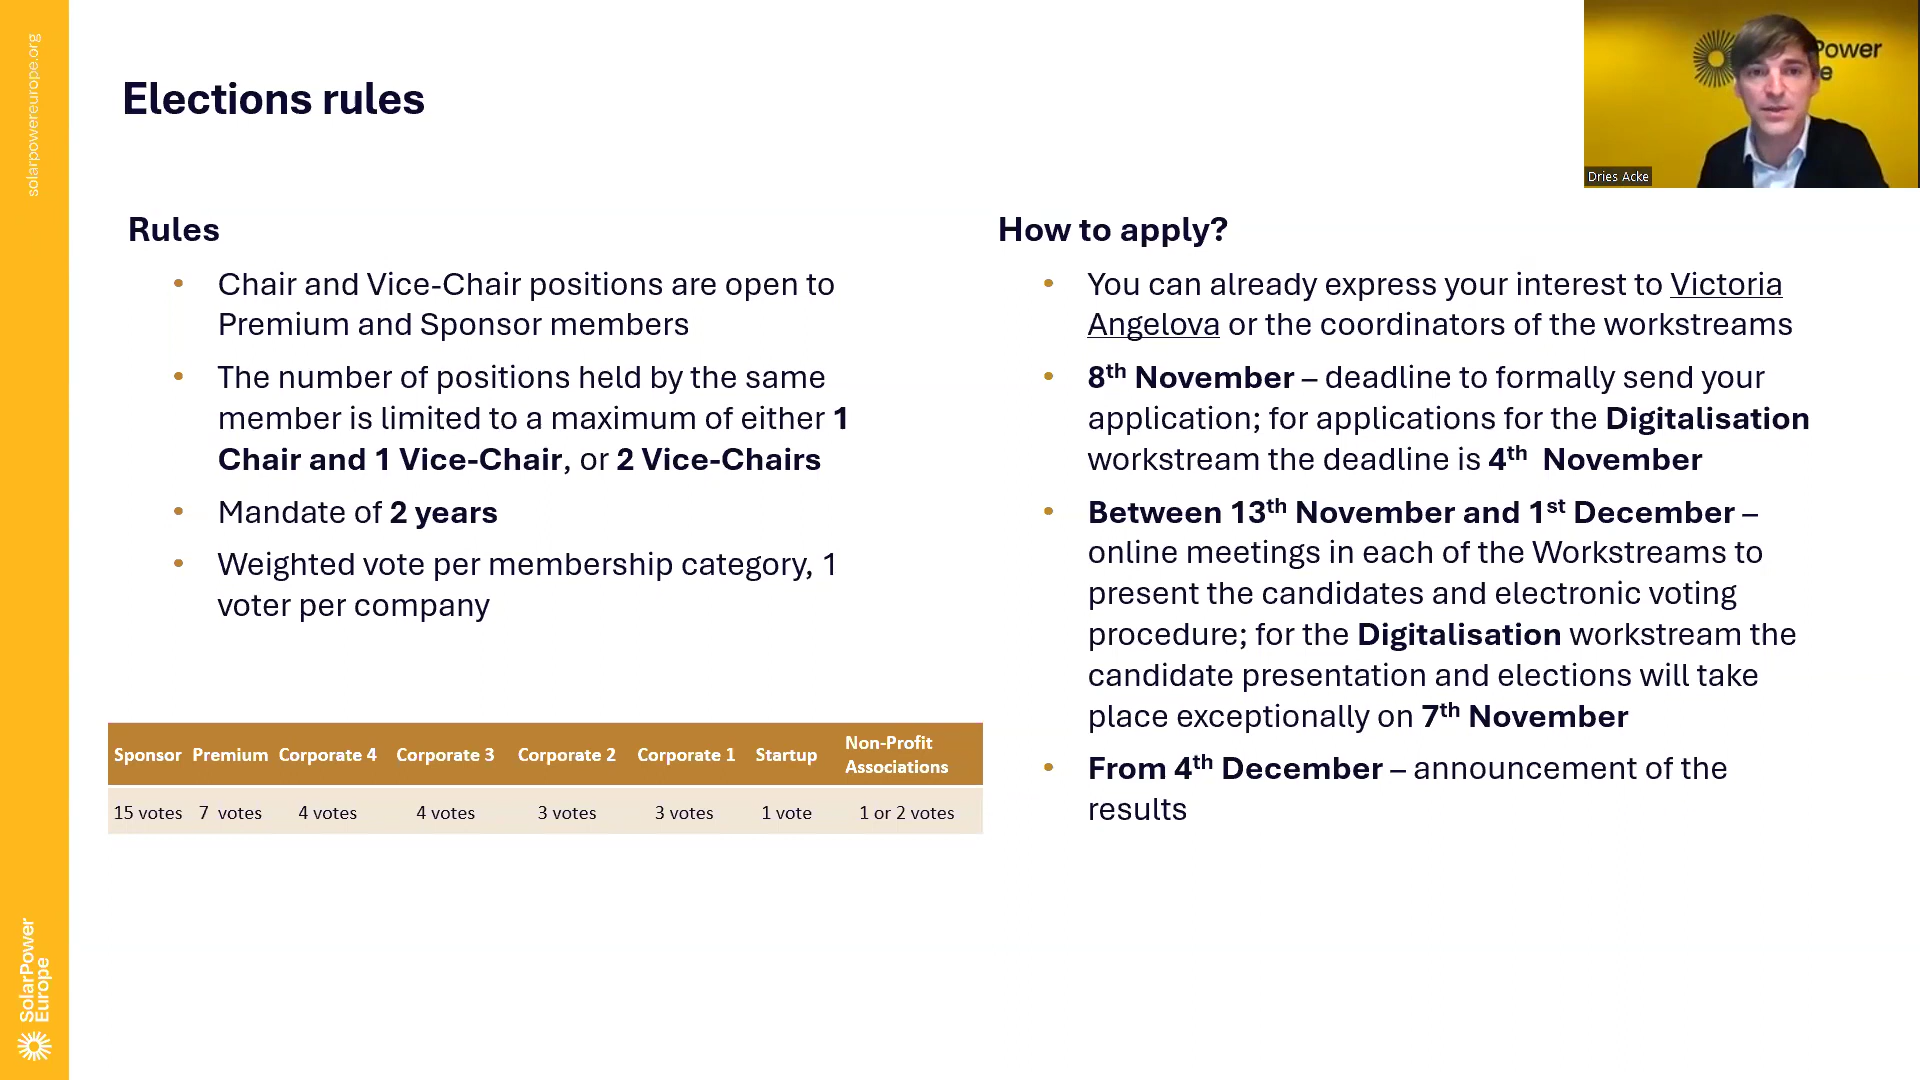 solarpowereurope.org
Elections rules
Power
e
Dries Acke
Rules
• Chair and Vice-Chair positions are open to
Premium and Sponsor members
• The number of positions held by the same
member is limited to a maximum of either 1
Chair and 1 Vice-Chair, or 2 Vice-Chairs
• Mandate of 2 years
• Weighted vote per membership category, 1
voter per company
Sponsor Premium Corporate 4 Corporate 3 Corporate 2 Corporate 1 Startup Non-Profit
Associations
15 votes 7 votes 4 votes 4 votes 3 votes 3 votes 1 vote 1 or 2 votes
How to apply?
• You can already express your interest to Victoria
Angelova or the coordinators of the workstreams
• 8th November – deadline to formally send your
application; for applications for the Digitalisation
workstream the deadline is 4th November
• Between 13th November and 1st December –
online meetings in each of the Workstreams to
present the candidates and electronic voting
procedure; for the Digitalisation workstream the
candidate presentation and elections will take
place exceptionally on 7th November
• From 4th December – announcement of the
results
SolarPower
Europe